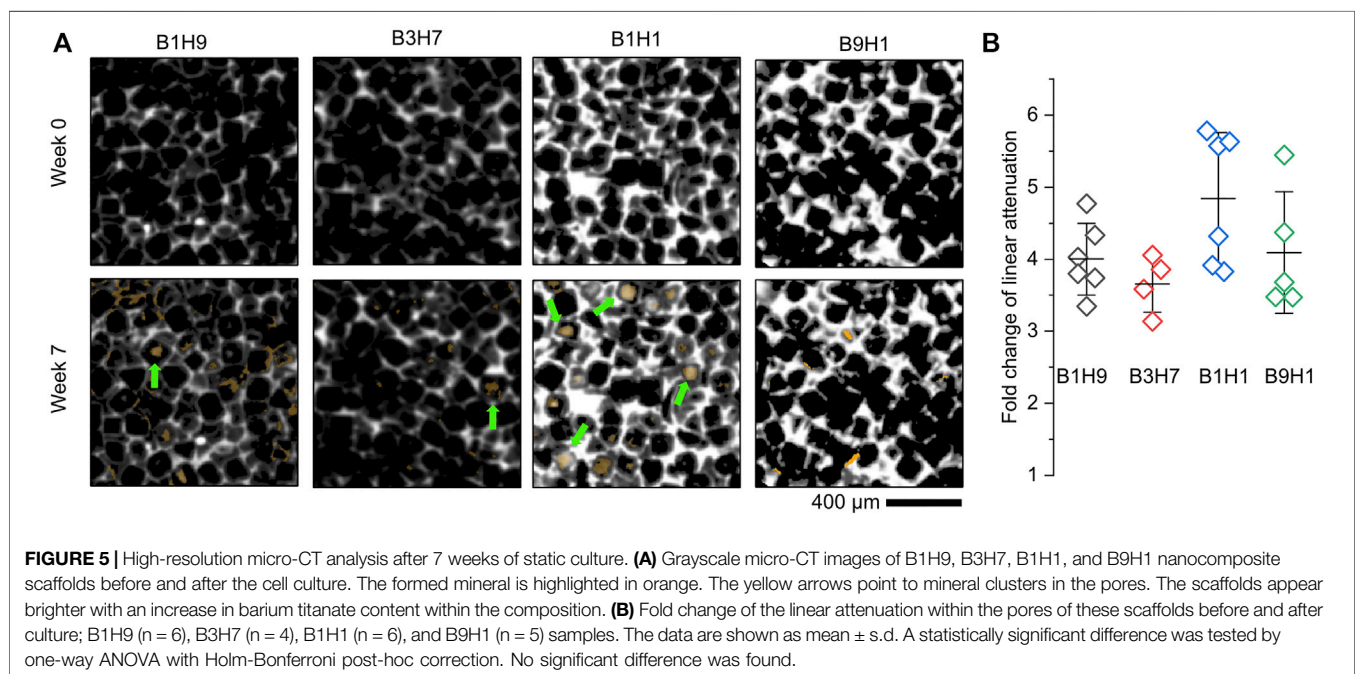 A
B1H9
B3H7
B1H1
B9H1
Week 0
Week 7
400 µm
B
Fold change of linear attenuation
6
5
4
3
2
1
B1H9
B3H7
B1H1
B9H1
FIGURE 5 | High-resolution micro-CT analysis after 7 weeks of static culture. (A) Grayscale micro-CT images of B1H9, B3H7, B1H1, and B9H1 nanocomposite
scaffolds before and after the cell culture. The formed mineral is highlighted in orange. The yellow arrows point to mineral clusters in the pores. The scaffolds appear
brighter with an increase in barium titanate content within the composition. (B) Fold change of the linear attenuation within the pores of these scaffolds before and after
culture; B1H9 (n = 6), B3H7 (n = 4), B1H1 (n = 6), and B9H1 (n = 5) samples. The data are shown as mean ± s.d. A statistically significant difference was tested by
one-way ANOVA with Holm-Bonferroni post-hoc correction. No significant difference was found.